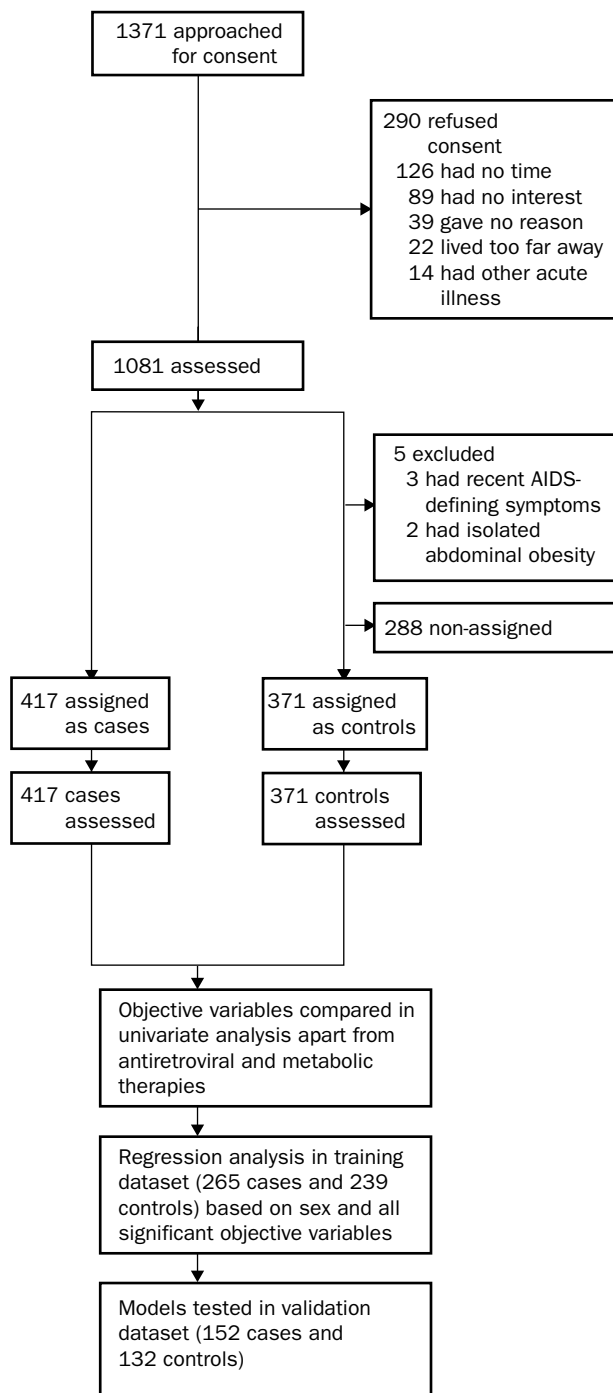 1371 approached
for consent
290 refused
consent
126 had no time
89 had no interest
39 gave no reason
22 lived too far away
14 had other acute
illness
1081 assessed
5 excluded
3 had recent AIDS-
defining symptoms
2 had isolated
abdominal obesity
288 non-assigned
417 assigned
as cases
371 assigned
as controls
417 cases
assessed
371 controls
assessed
Objective variables compared in
univariate analysis apart from
antiretroviral and metabolic
therapies
Regression analysis in training
dataset (265 cases and 239
controls) based on sex and all
significant objective variables
Models tested in validation
dataset (152 cases and
132 controls)